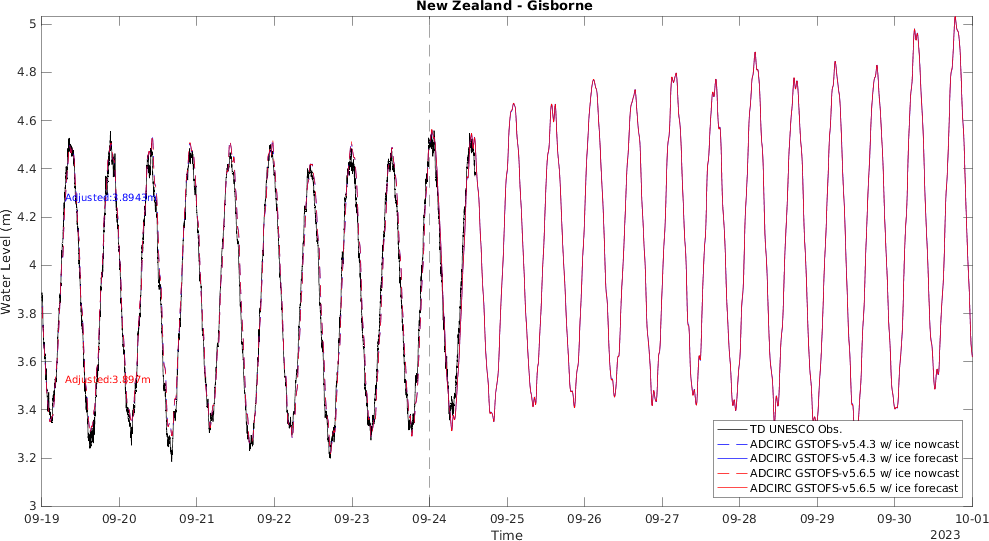 New Zealand - Gisborne
5
4.8
4.6
4.4
4.2
4
3.8
3.6
3.4
3.2
3
Water Level (m)
Adjusted:3.8943m
Adjusted:3.897m
TD UNESCO Obs.
ADCIRC GSTOFS-v5.4.3 w/ ice nowcast
ADCIRC GSTOFS-v5.4.3 w/ ice forecast
ADCIRC GSTOFS-v5.6.5 w/ ice nowcast
ADCIRC GSTOFS-v5.6.5 w/ ice forecast
09-19 09-20 09-21 09-22 09-23 09-24 09-25 09-26 09-27 09-28 09-29 09-30 10-01
Time
2023